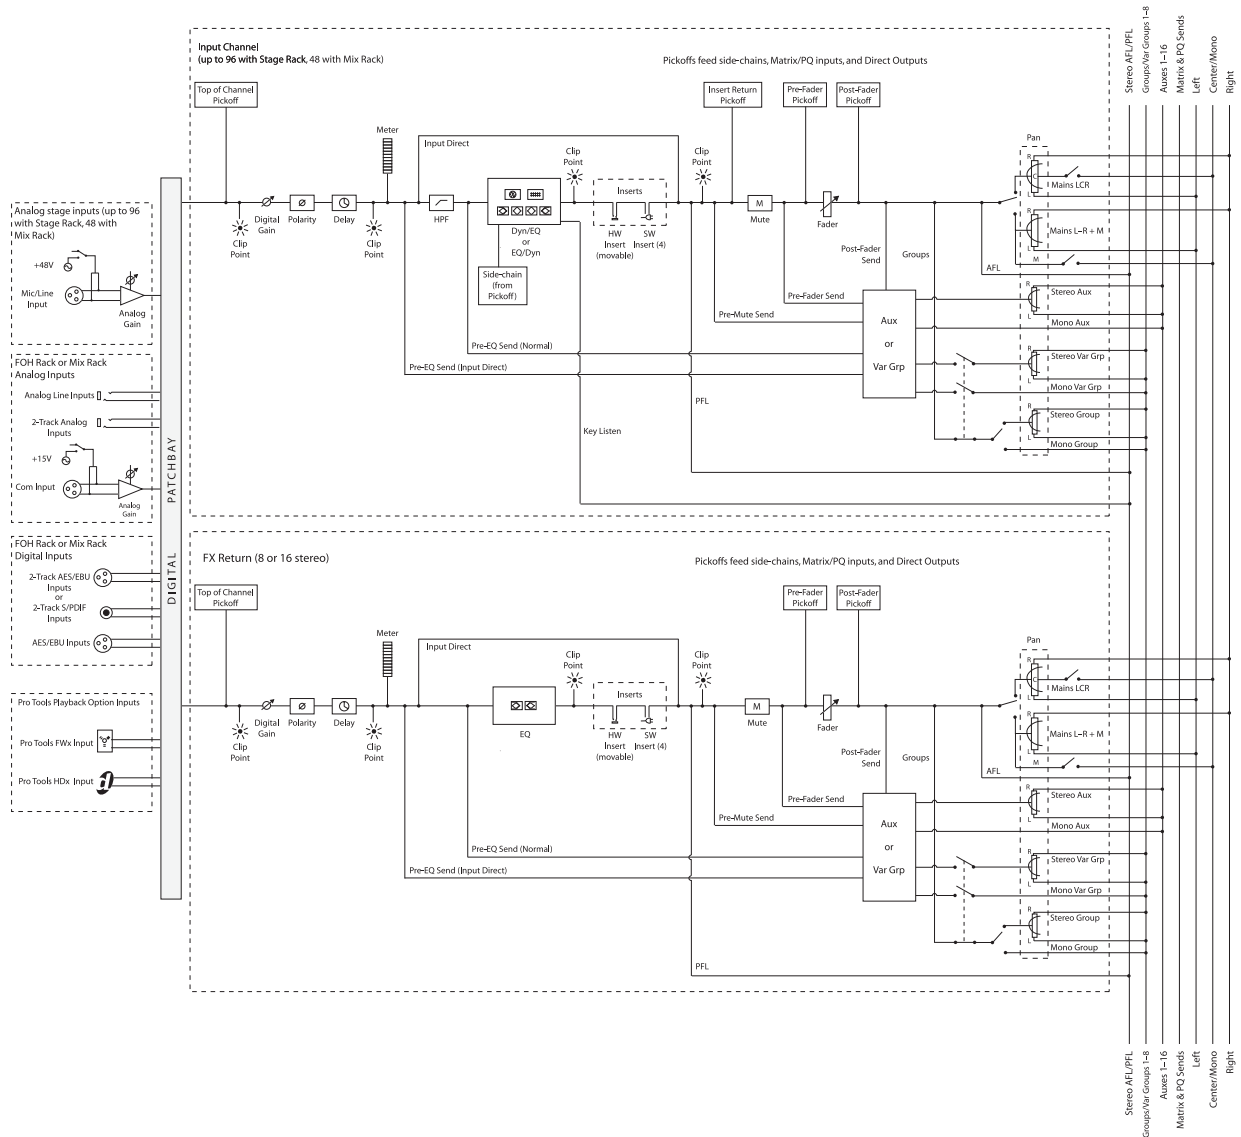 Stereo AFL/PFL
Groups/Var Groups 1–8
Auxes 1–16
Matrix & PQ Sends
Left
Center/Mono
Right
Input Channel
(up to 96 with Stage Rack, 48 with Mix Rack)
Pickoffs feed side-chains, Matrix/PQ inputs, and Direct Outputs
Top of Channel
Pickoff
Insert Return
Pickoff
Pre-Fader
Pickoff
Post-Fader
Pickoff
Meter
Input Direct
Clip
Point
Clip
Point
Pan
R
C
L
Mains LCR
R
L
M
Mains L–R + M
Inserts
Digital
Gain
Polarity
Delay
HPF
Clip
Point
Clip
Point
Dyn/EQ
or
EQ/Dyn
HW
Insert
(movable)
SW
Insert (4)
M
Mute
Fader
Side-chain
(from
Pickoff)
Post-Fader
Send
Groups
AFL
Pre-Fader Send
Pre-Mute Send
Pre-EQ Send (Normal)
Pre-EQ Send (Input Direct)
Aux
or
Var Grp
R
L
Stereo Aux
Mono Aux
R
L
Stereo Var Grp
Mono Var Grp
R
L
Stereo Group
Mono Group
PFL
Key Listen
Analog stage inputs (up to 96
with Stage Rack, 48 with
Mix Rack)
+48V
Mic/Line
Input
Analog
Gain
FOH Rack or Mix Rack
Analog Inputs
Analog Line Inputs
2-Track Analog
Inputs
+15V
Com Input
Analog
Gain
FOH Rack or Mix Rack
Digital Inputs
2-Track AES/EBU
Inputs
or
2-Track S/PDIF
Inputs
AES/EBU Inputs
Pro Tools Playback Option Inputs
Pro Tools FWx Input
Pro Tools HDx Input
DIGITAL PATCHBAY
FX Return (8 or 16 stereo)
Pickoffs feed side-chains, Matrix/PQ inputs, and Direct Outputs
Top of Channel
Pickoff
Pre-Fader
Pickoff
Post-Fader
Pickoff
Meter
Input Direct
Clip
Point
Clip
Point
Pan
R
C
L
Mains LCR
R
L
M
Mains L–R + M
Inserts
Digital
Gain
Polarity
Delay
Clip
Point
Clip
Point
EQ
HW
Insert
(movable)
SW
Insert (4)
M
Mute
Fader
Post-Fader
Send
Groups
AFL
Pre-Fader Send
Pre-Mute Send
Pre-EQ Send (Normal)
Pre-EQ Send (Input Direct)
Aux
or
Var Grp
R
L
Stereo Aux
Mono Aux
R
L
Stereo Var Grp
Mono Var Grp
R
L
Stereo Group
Mono Group
PFL
Stereo AFL/PFL
Groups/Var Groups 1–8
Auxes 1–16
Matrix & PQ Sends
Left
Center/Mono
Right